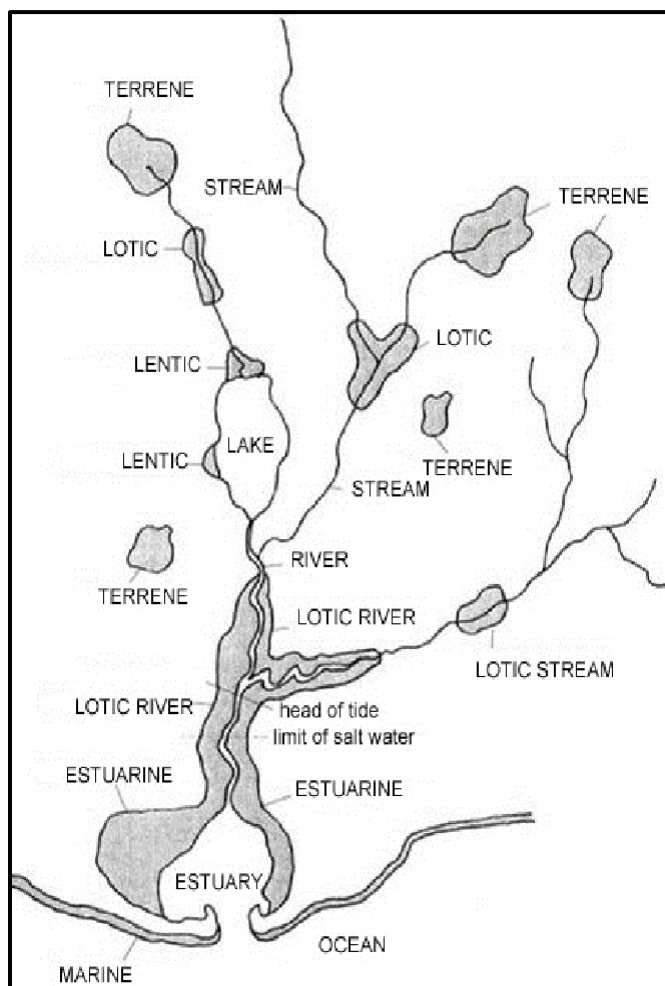 TERRENE
STREAM
TERRENE
LOTIC
LOTIC
LENTIC
LAKE
LENTIC
TERRENE
STREAM
RIVER
TERRENE
LOTIC RIVER
LOTIC STREAM
LOTIC RIVER
head of tide
limit of salt water
ESTUARINE
ESTUARINE
ESTUARY
OCEAN
MARINE